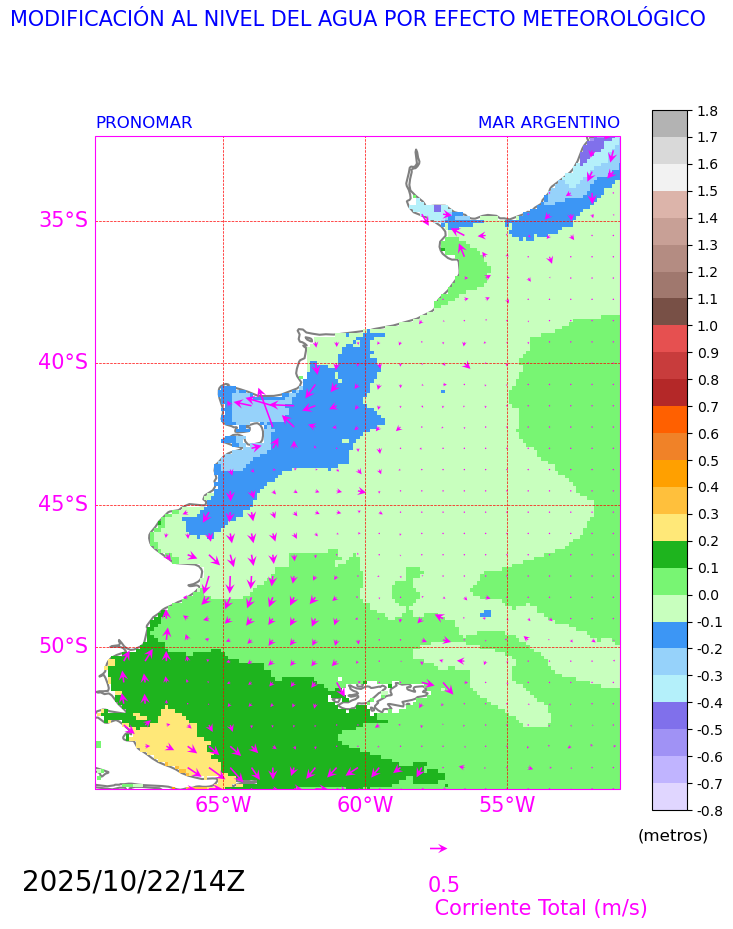 MODIFICACIÓN AL NIVEL DEL AGUA POR EFECTO METEOROLÓGICO
PRONOMAR MAR ARGENTINO
35°S
40°S
45°S
50°S
65°W 60°W 55°W
1.8
1.7
1.6
1.5
1.4
1.3
1.2
1.1
1.0
0.9
0.8
0.7
0.6
0.5
0.4
0.3
0.2
0.1
0.0
-0.1
-0.2
-0.3
-0.4
-0.5
-0.6
-0.7
-0.8
(metros)
2025/10/22/14Z
0.5
Corriente Total (m/s)